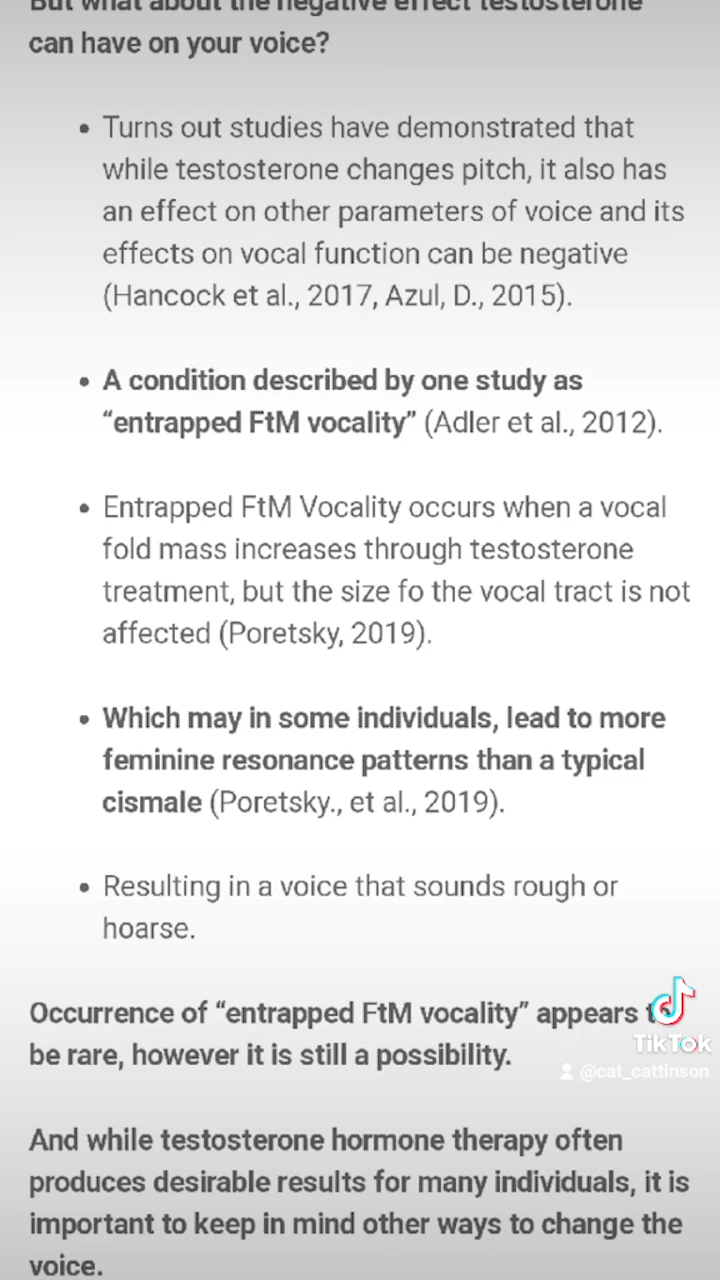 But what about the negative effect testosterone
can have on your voice?
• Turns out studies have demonstrated that
while testosterone changes pitch, it also has
an effect on other parameters of voice and its
effects on vocal function can be negative
(Hancock et al., 2017, Azul, D., 2015).
• A condition described by one study as
“entrapped FtM vocality” (Adler et al., 2012).
• Entrapped FtM Vocality occurs when a vocal
fold mass increases through testosterone
treatment, but the size fo the vocal tract is not
affected (Poretsky, 2019).
• Which may in some individuals, lead to more
feminine resonance patterns than a typical
cismale (Poretsky., et al., 2019).
• Resulting in a voice that sounds rough or
hoarse.
Occurrence of “entrapped FtM vocality” appears
be rare, however it is still a possibility.
TikTok
@cat_cattinson
And while testosterone hormone therapy often
produces desirable results for many individuals, it is
important to keep in mind other ways to change the
voice.